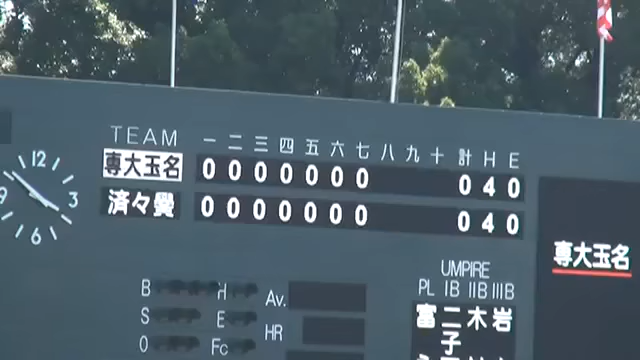 TEAM 一 二 三 四 五 六 七 八 九 十 計 H E
専大玉名 0 0 0 0 0 0 0 0 4 0
済々黌 0 0 0 0 0 0 0 0 4 0
12
3
6
9
専大玉名
UMPIRE
PL IB IIB IIIB
富 二 木 岩
子
B H Av.
S E HR
O Fc